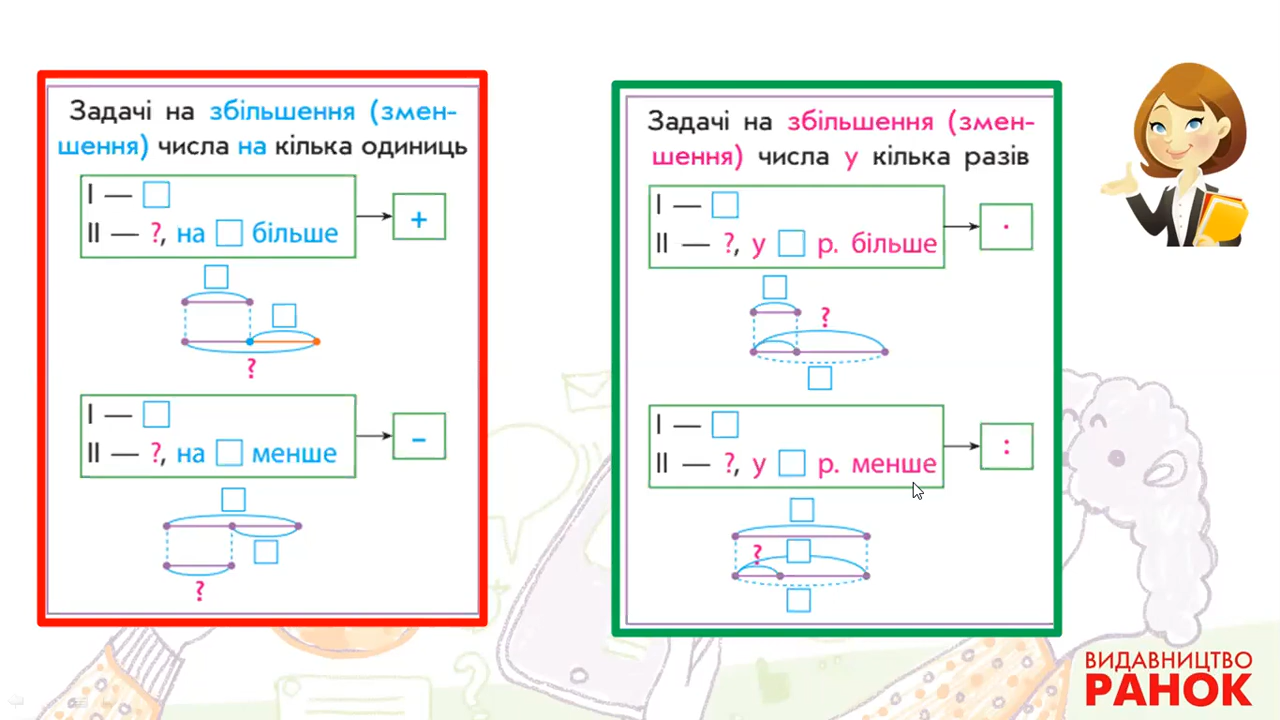 Задачі на збільшення (змен-
шення) числа на кілька одиниць
I — □
II — ?, на □ більше
+
?
I — □
II — ?, на □ менше
–
?
Задачі на збільшення (змен-
шення) числа у кілька разів
I — □
II — ?, у □ р. більше
·
?
I — □
II — ?, у □ р. менше
:
?
ВИДАВНИЦТВО
РАНОК